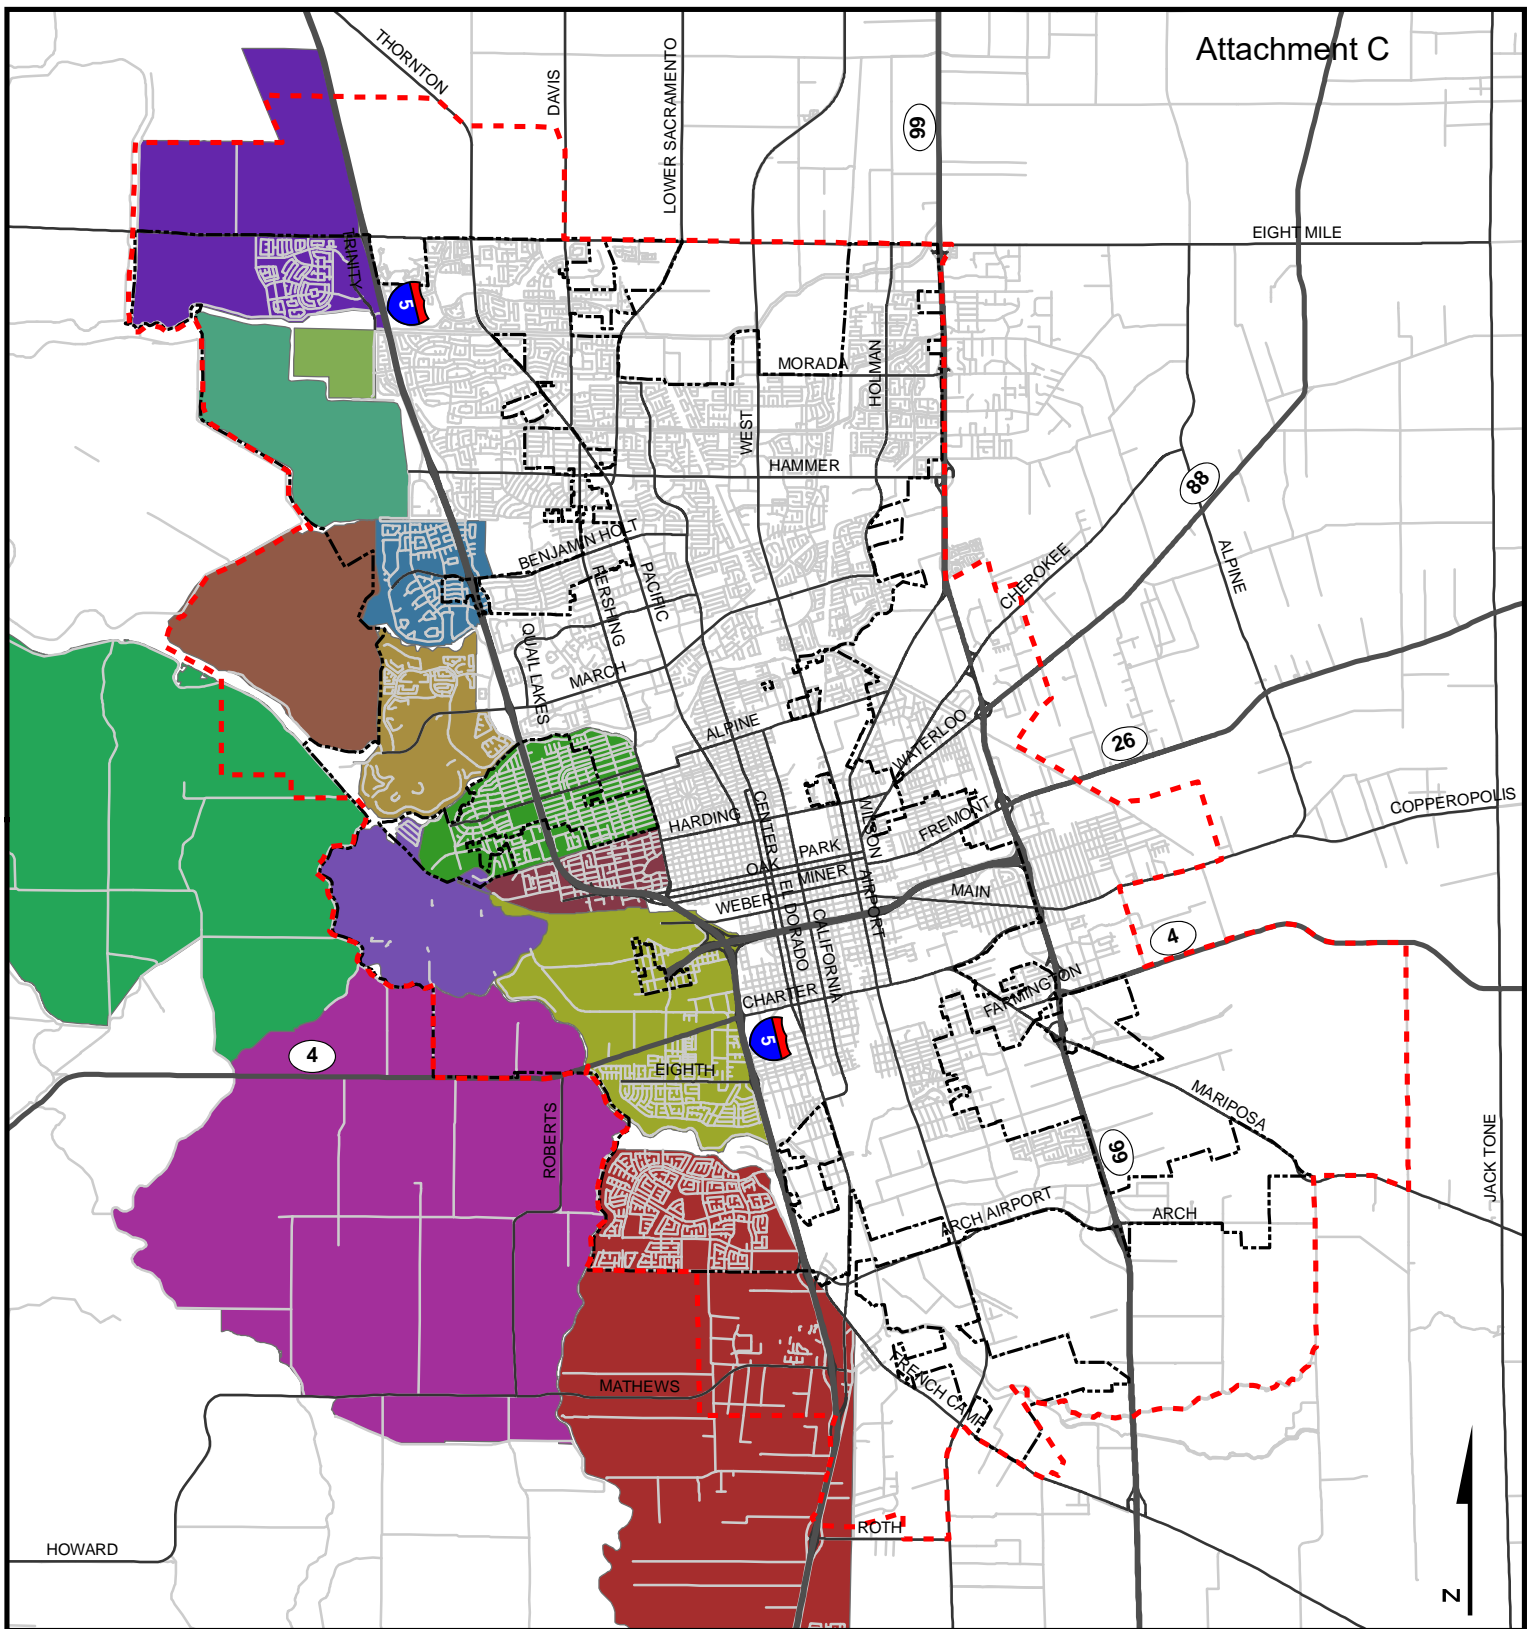 Attachment C
THORNTON
DAVIS
LOWER SACRAMENTO
99
EIGHT MILE
TRINITY
5
MORADA
HOLMAN
WEST
HAMMER
88
BENJAMIN HOLT
CHEROKEE
ALPINE
PERSHING
PACIFIC
QUAIL LAKES
MARCH
ALPINE
WATERLOO
26
COPPEROPOLIS
HARDING
CENTER
WILSON
FREMONT
PARK
OAK
MINER
MAIN
WEBER
EL DORADO
AIRPORT
CALIFORNIA
4
CHARTER
FARMINGTON
5
4
EIGHTH
MARIPOSA
ROBERTS
99
JACK TONE
ARCH AIRPORT
ARCH
MATHEWS
FRENCH CAMP
ROTH
HOWARD
N